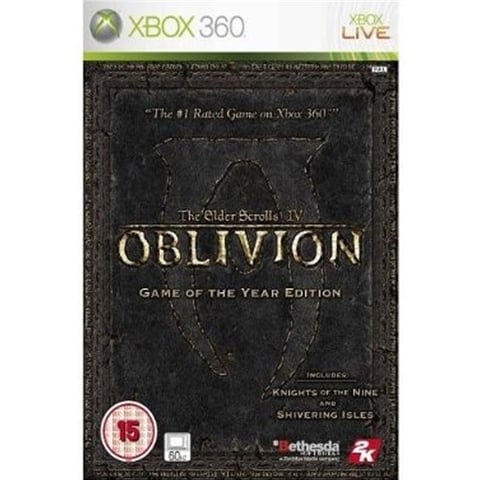 XBOX 360
XBOX
LIVE
"The #1 Rated Game on Xbox 360"
The Elder Scrolls IV
OBLIVION
GAME OF THE YEAR EDITION
INCLUDES:
KNIGHTS OF THE NINE
AND
SHIVERING ISLES
15
60Hz
Bethesda
2K